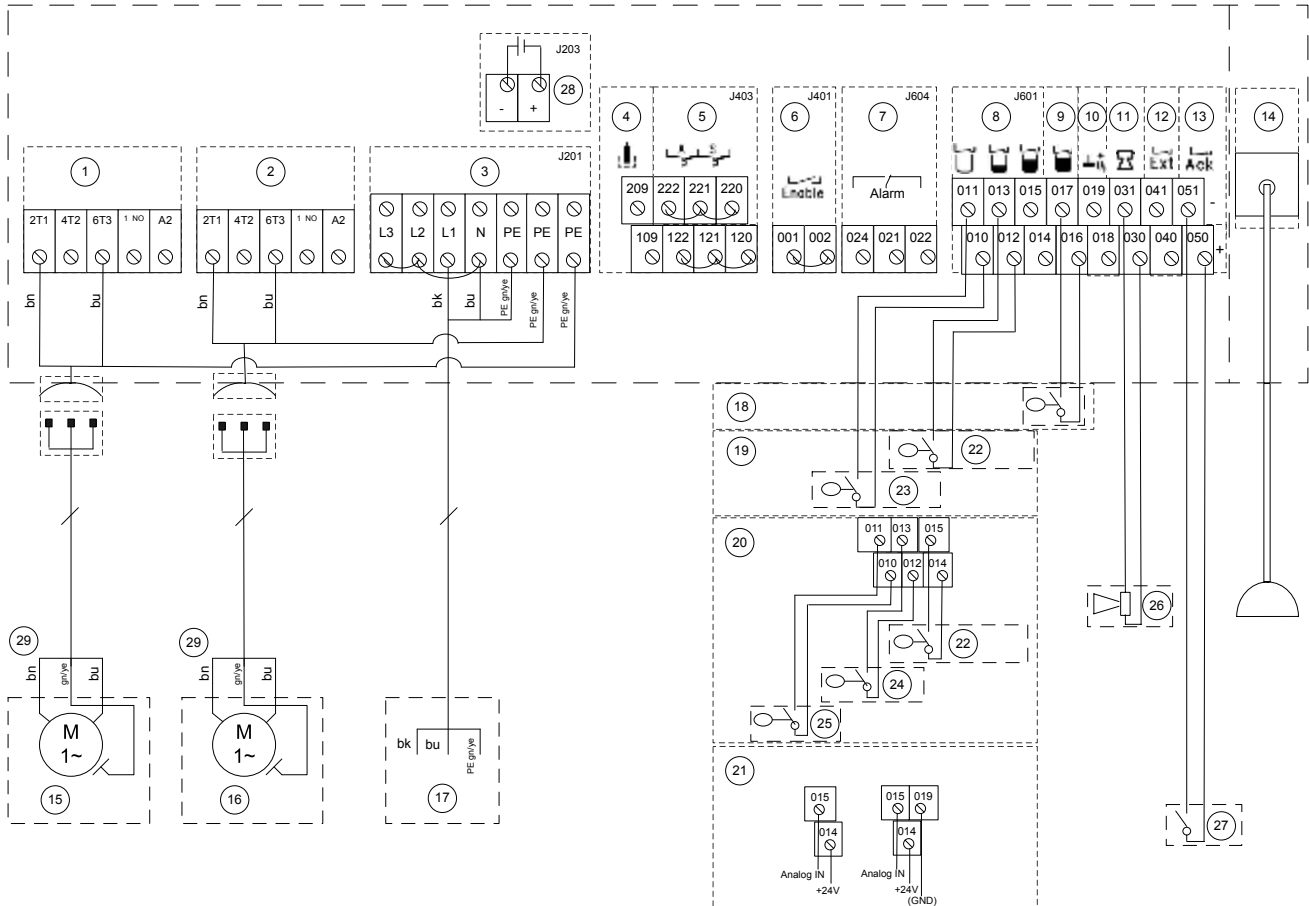 J203
- + 28
4 5 J403 6 J401 7 J604 8 J601 9 10 11 12 13 14
1 2 3 J201
Enable Alarm Ext Ack
209 222 221 220
011 013 015 017 019 031 041 051 -
2T1 4T2 6T3 1 NO A2
2T1 4T2 6T3 1 NO A2
L3 L2 L1 N PE PE PE
109 122 121 120
001 002
024 021 022
010 012 014 016 018 030 040 050 +
bn bu
bn bu
bk bu PE gn/ye PE gn/ye PE gn/ye
18
19 22
23
20
011 013 015
010 012 014
22
24
25
26
27
29 29
bn gn/ye bu
bn gn/ye bu
M
1~
M
1~
15 16
bk bu PE gn/ye
17
21
015
014
015 019
014
Analog IN
+24V
Analog IN
+24V
(GND)